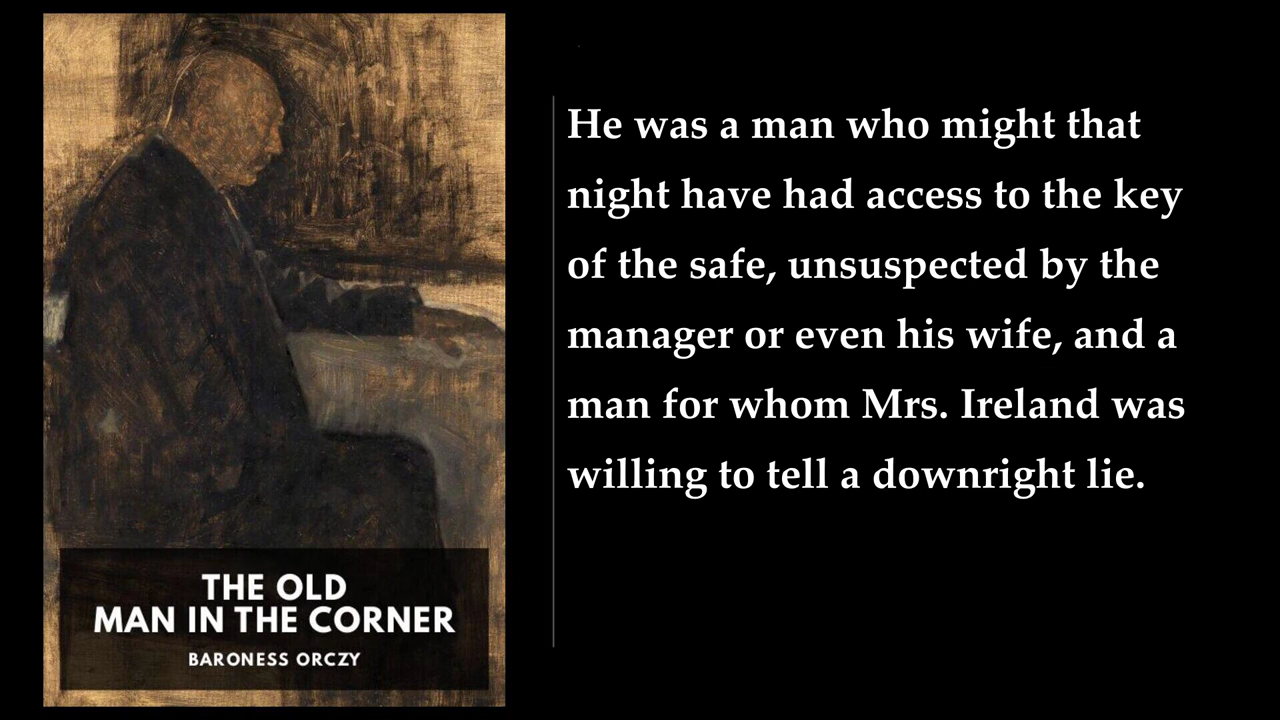 He was a man who might that
night have had access to the key
of the safe, unsuspected by the
manager or even his wife, and a
man for whom Mrs. Ireland was
willing to tell a downright lie.
THE OLD
MAN IN THE CORNER
BARONESS ORCZY